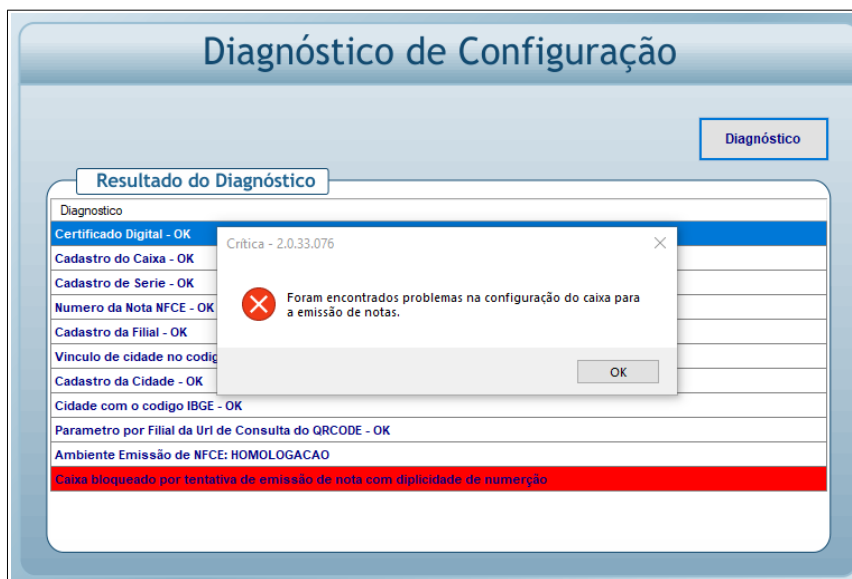 Diagnóstico de Configuração
Diagnóstico
Resultado do Diagnóstico
Diagnostico
Certificado Digital - OK
Cadastro do Caixa - OK
Cadastro de Serie - OK
Numero da Nota NFCE - OK
Cadastro da Filial - OK
Vinculo de cidade no codig
Cadastro da Cidade - OK
Cidade com o codigo IBGE - OK
Parametro por Filial da Url de Consulta do QRCODE - OK
Ambiente Emissão de NFCE: HOMOLOGACAO
Caixa bloqueado por tentativa de emissão de nota com diplicidade de numerção
Crítica - 2.0.33.076
Foram encontrados problemas na configuração do caixa para
a emissão de notas.
OK